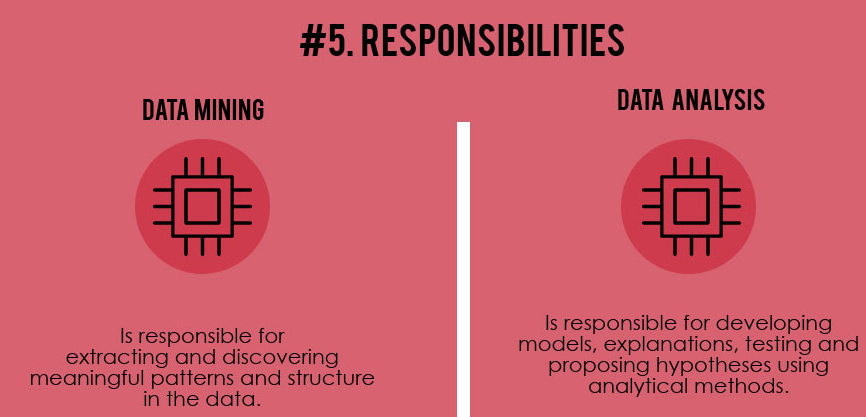 #5. RESPONSIBILITIES
DATA MINING
Is responsible for
extracting and discovering
meaningful patterns and structure
in the data.
DATA ANALYSIS
Is responsible for developing
models, explanations, testing and
proposing hypotheses using
analytical methods.